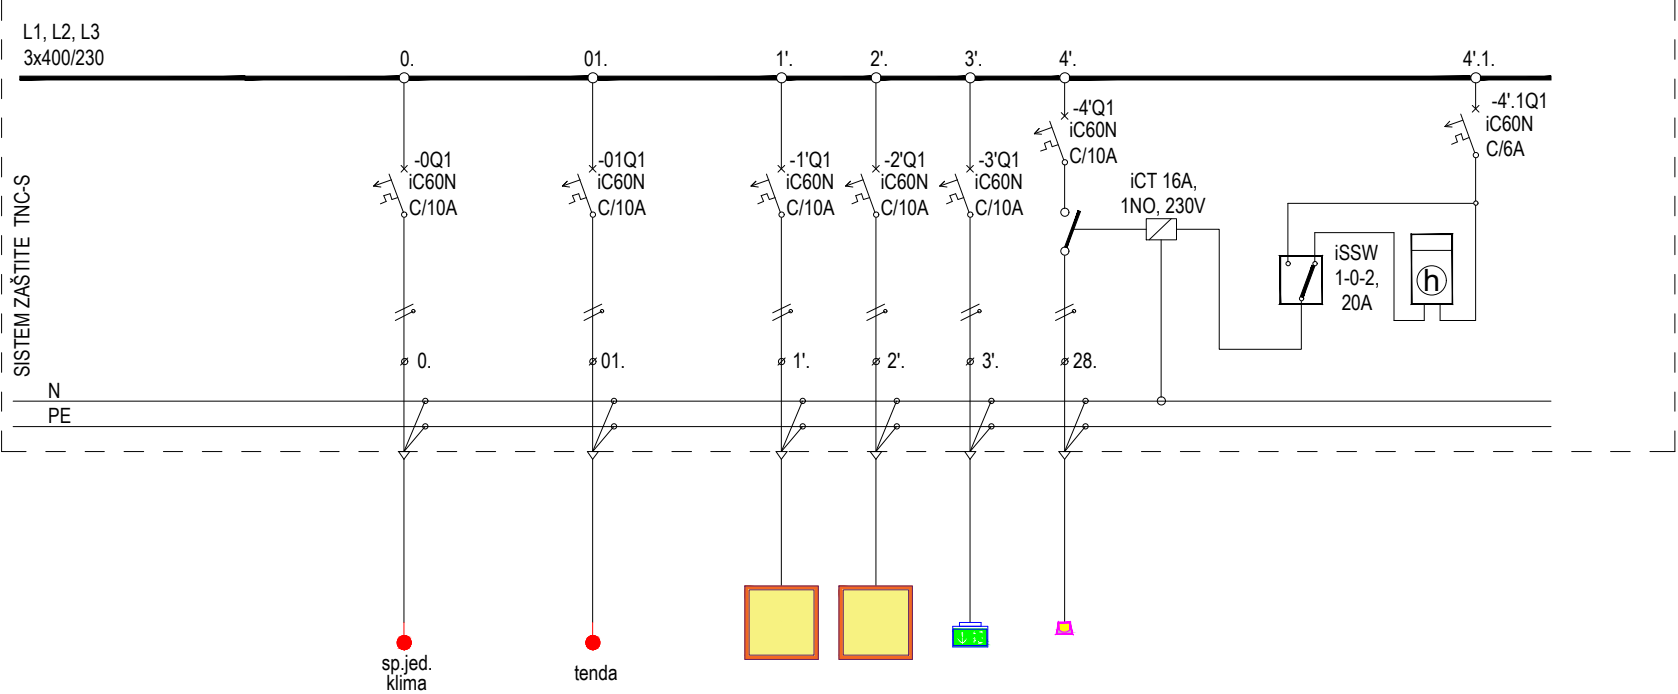 L1, L2, L3
3x400/230
0.
01.
1'.
2'.
3'.
4'.
4'.1.
-0Q1
iC60N
C/10A
-01Q1
iC60N
C/10A
-1'Q1
iC60N
C/10A
-2'Q1
iC60N
C/10A
-3'Q1
iC60N
C/10A
-4'Q1
iC60N
C/10A
-4'.1Q1
iC60N
C/6A
iCT 16A,
1NO, 230V
iSSW
1-0-2,
20A
h
SISTEM ZAŠTITE TNC-S
0.
01.
1'.
2'.
3'.
28.
N
PE
sp.jed.
klima
tenda